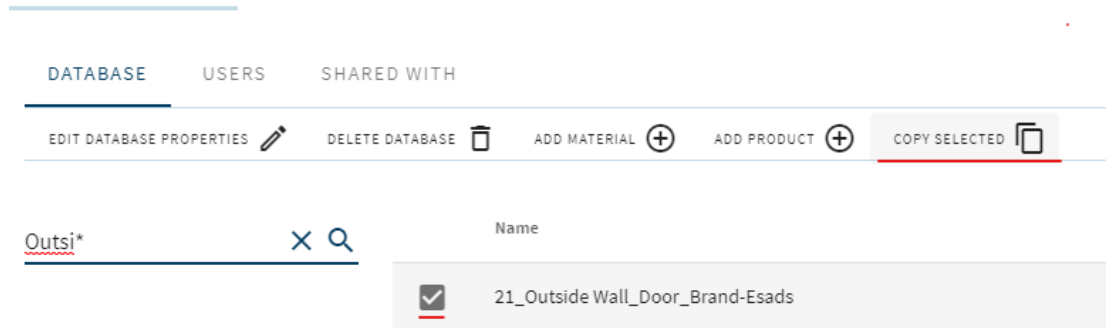 DATABASE USERS SHARED WITH
EDIT DATABASE PROPERTIES DELETE DATABASE ADD MATERIAL ADD PRODUCT COPY SELECTED
Outsi*
Name
21_Outside Wall_Door_Brand-Esads